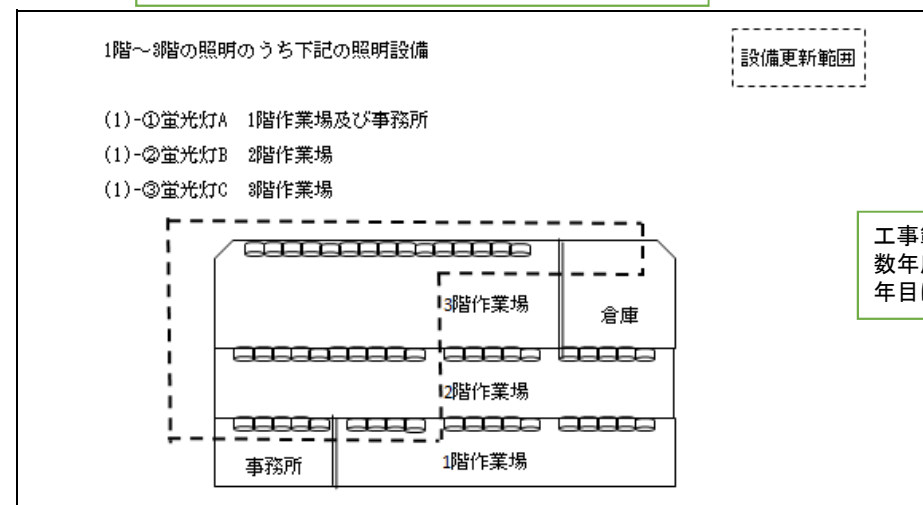 1階～3階の照明のうち下記の照明設備
設備更新範囲
(1)-①蛍光灯A　1階作業場及び事務所
(1)-②蛍光灯B　2階作業場
(1)-③蛍光灯C　3階作業場
工事
数年
年目
3階作業場
倉庫
2階作業場
事務所
1階作業場